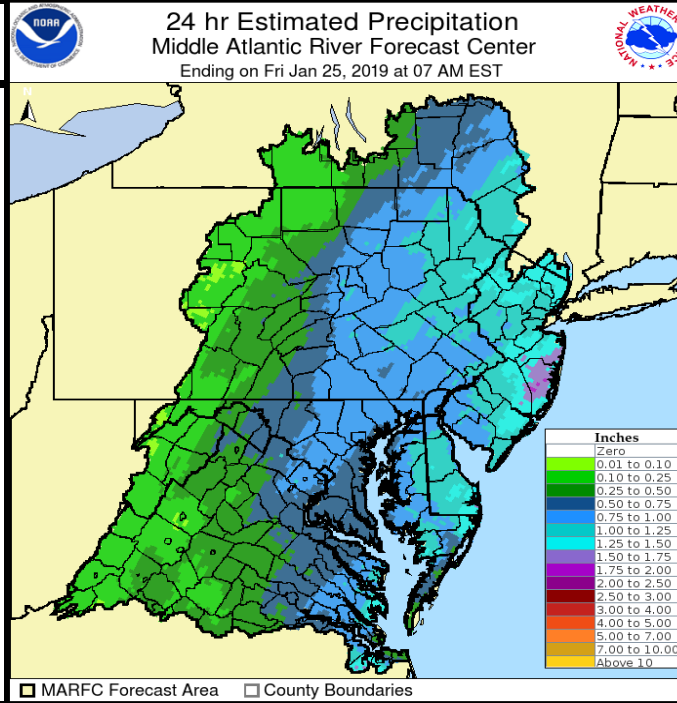 24 hr Estimated Precipitation
Middle Atlantic River Forecast Center
Ending on Fri Jan 25, 2019 at 07 AM EST
NOAA
NATIONAL WEATHER
N
Inches
Zero
0.01 to 0.10
0.10 to 0.25
0.25 to 0.50
0.50 to 0.75
0.75 to 1.00
1.00 to 1.25
1.25 to 1.50
1.50 to 1.75
1.75 to 2.00
2.00 to 2.50
2.50 to 3.00
3.00 to 4.00
4.00 to 5.00
5.00 to 7.00
7.00 to 10.00
Above 10
MARFC Forecast Area
County Boundaries